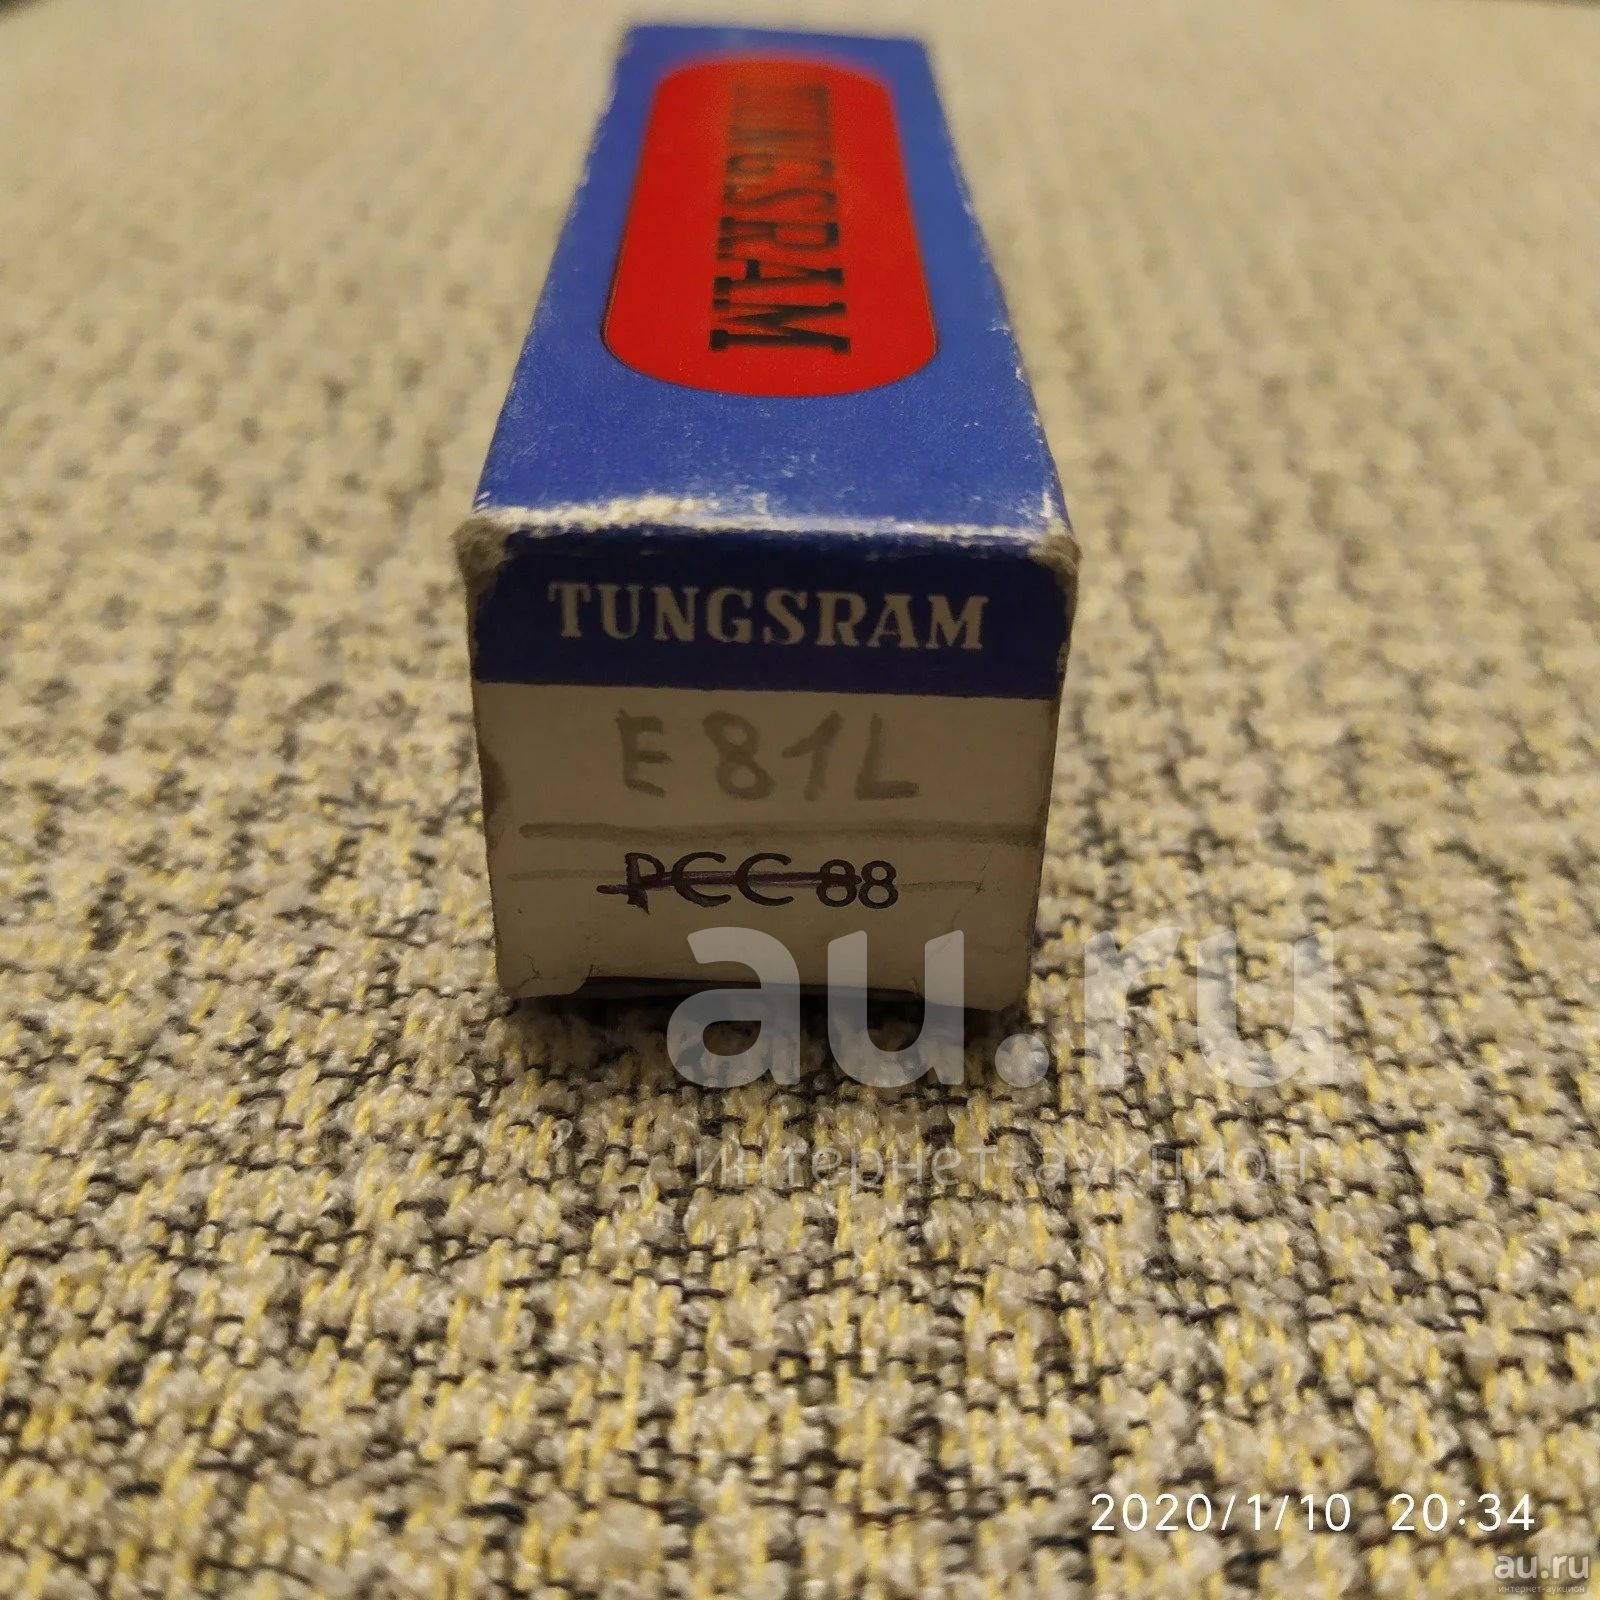 TUNGSRAM
TUNGSRAM
E81L
PCC 88
au.ru
интернет-аукцион
2020/1/10 20:34
au.ru
интернет-аукцион